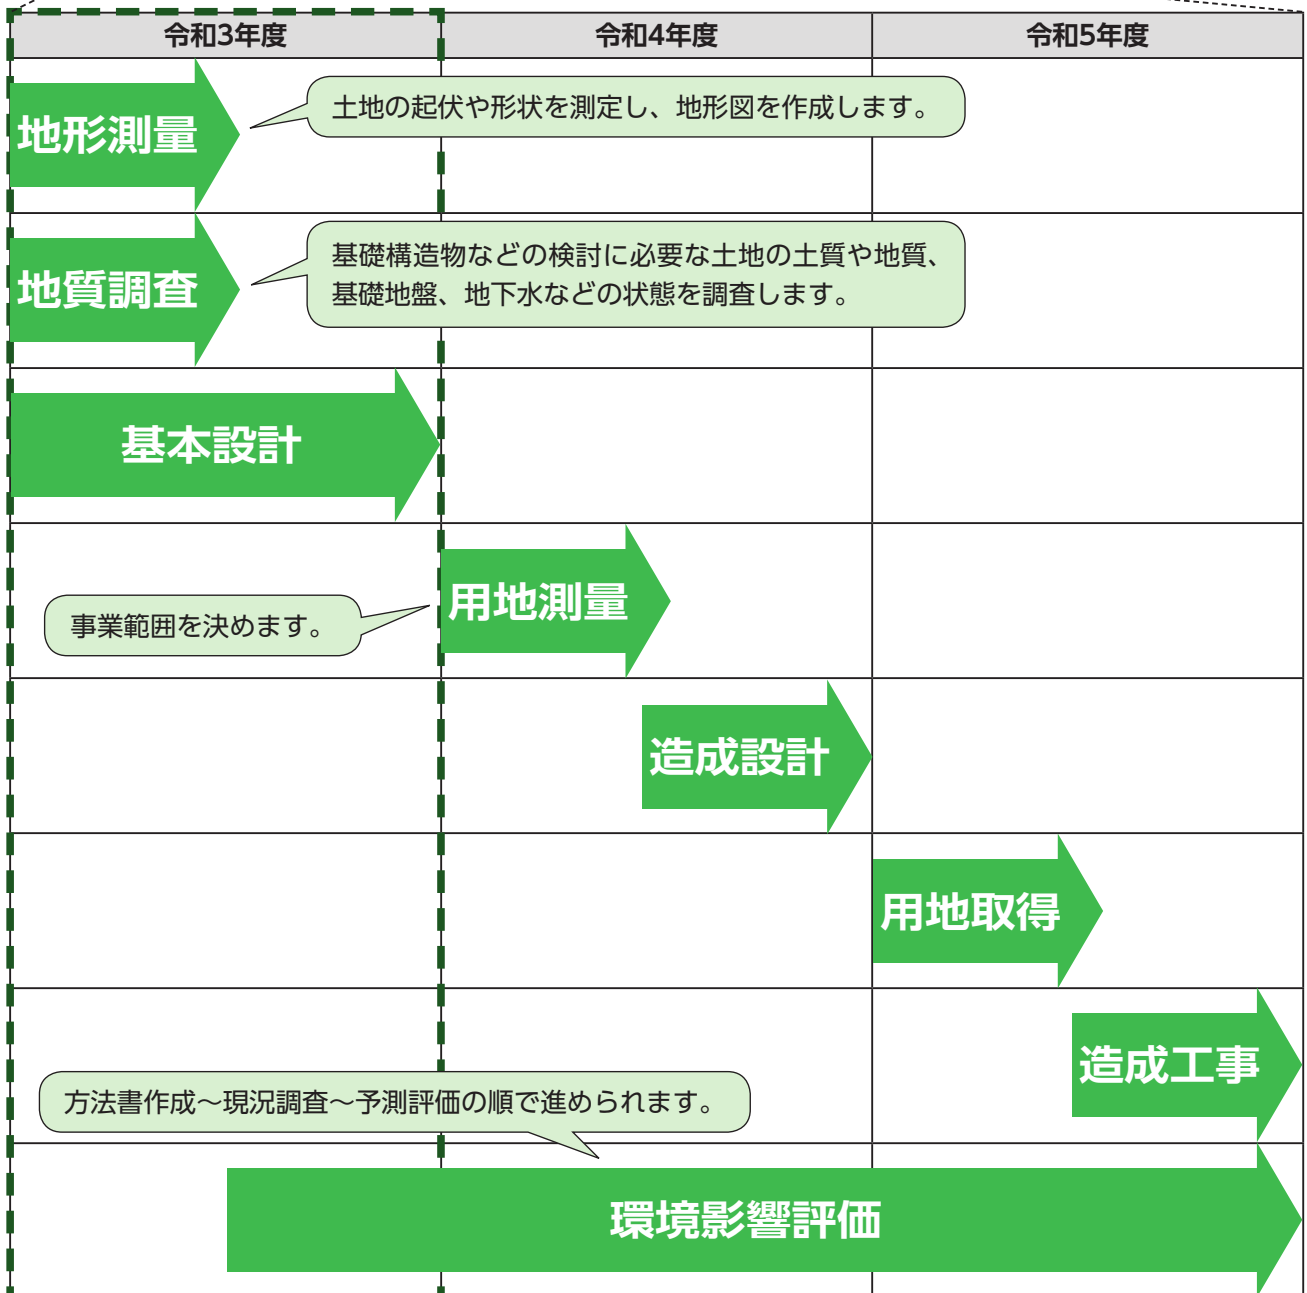 令和3年度
令和4年度
令和5年度
地形測量
土地の起伏や形状を測定し、地形図を作成します。
地質調査
基礎構造物などの検討に必要な土地の土質や地質、
基礎地盤、地下水などの状態を調査します。
基本設計
用地測量
事業範囲を決めます。
造成設計
用地取得
造成工事
方法書作成～現況調査～予測評価の順で進められます。
環境影響評価